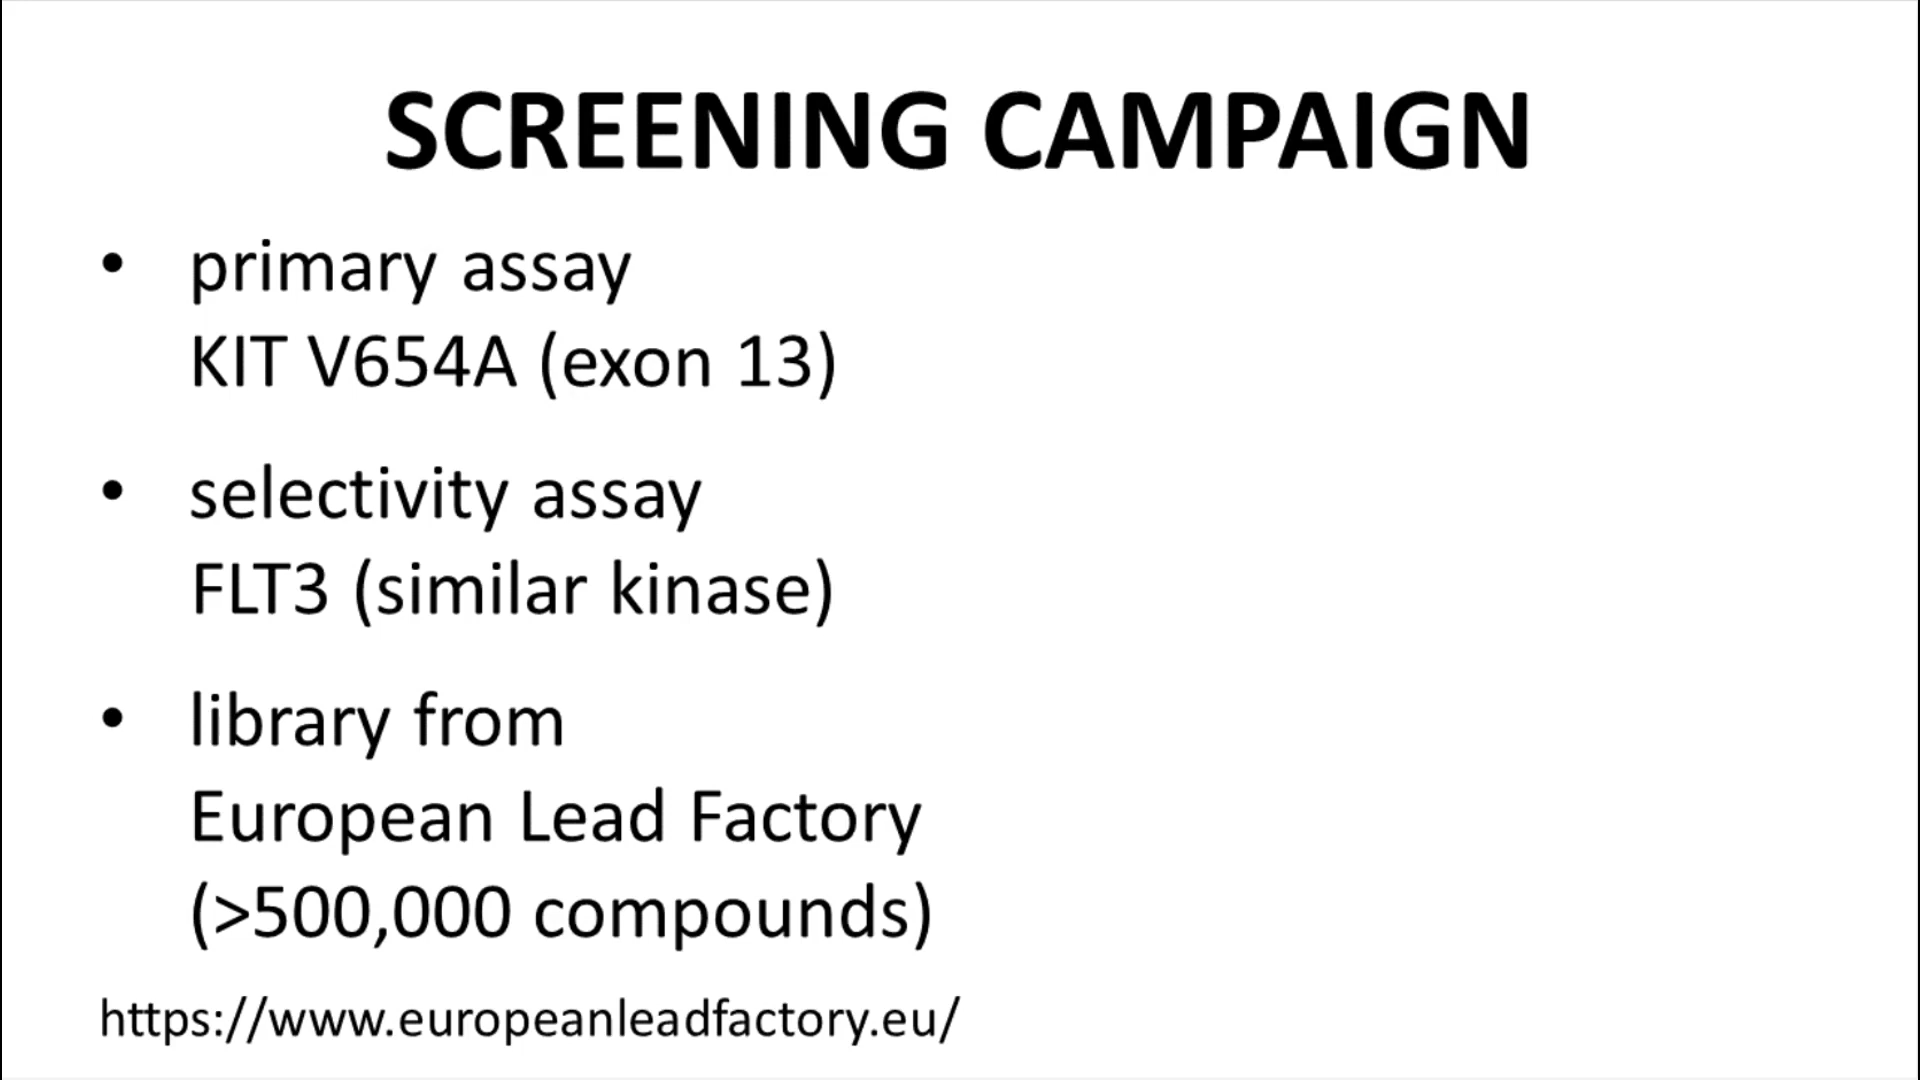 SCREENING CAMPAIGN
• primary assay
KIT V654A (exon 13)
• selectivity assay
FLT3 (similar kinase)
• library from
European Lead Factory
(>500,000 compounds)
https://www.europeanleadfactory.eu/